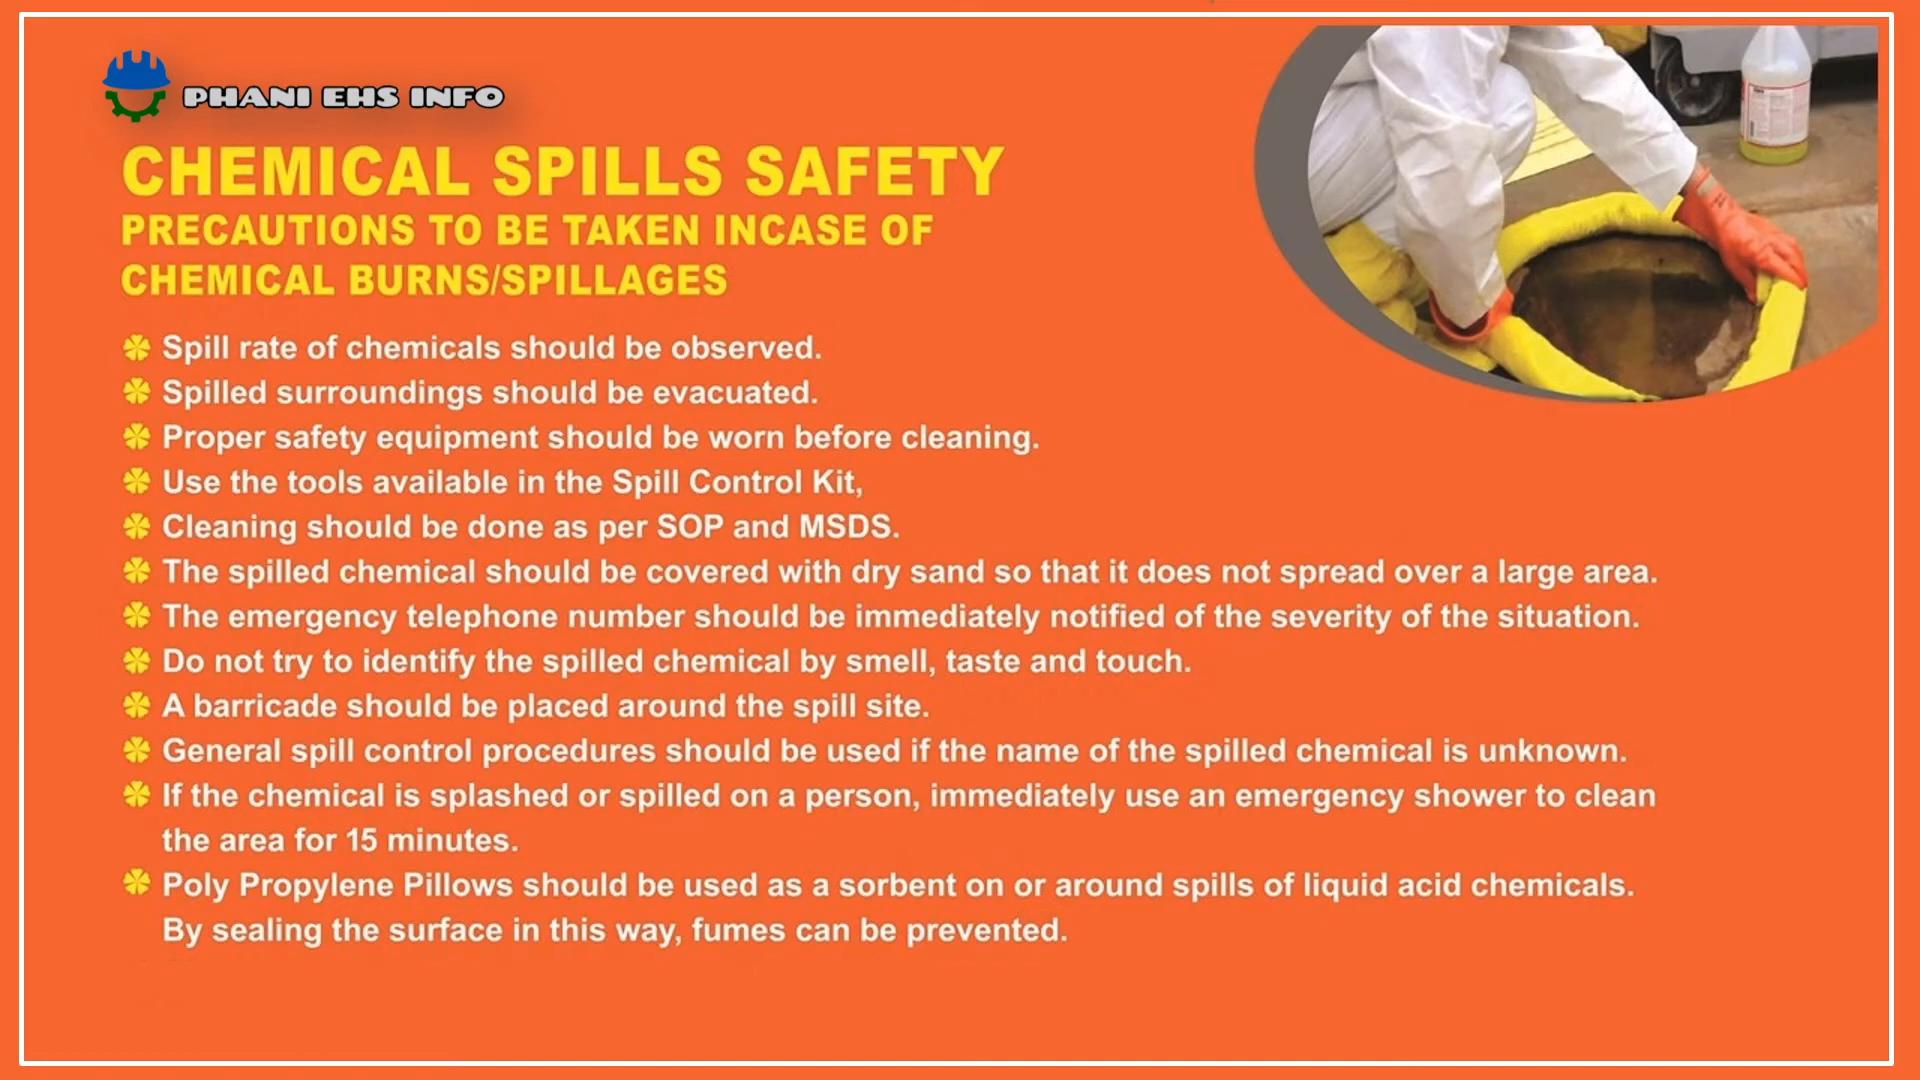 PHANI EHS INFO
CHEMICAL SPILLS SAFETY
PRECAUTIONS TO BE TAKEN INCASE OF
CHEMICAL BURNS/SPILLAGES
Spill rate of chemicals should be observed.
Spilled surroundings should be evacuated.
Proper safety equipment should be worn before cleaning.
Use the tools available in the Spill Control Kit,
Cleaning should be done as per SOP and MSDS.
The spilled chemical should be covered with dry sand so that it does not spread over a large area.
The emergency telephone number should be immediately notified of the severity of the situation.
Do not try to identify the spilled chemical by smell, taste and touch.
A barricade should be placed around the spill site.
General spill control procedures should be used if the name of the spilled chemical is unknown.
If the chemical is splashed or spilled on a person, immediately use an emergency shower to clean
the area for 15 minutes.
Poly Propylene Pillows should be used as a sorbent on or around spills of liquid acid chemicals.
By sealing the surface in this way, fumes can be prevented.